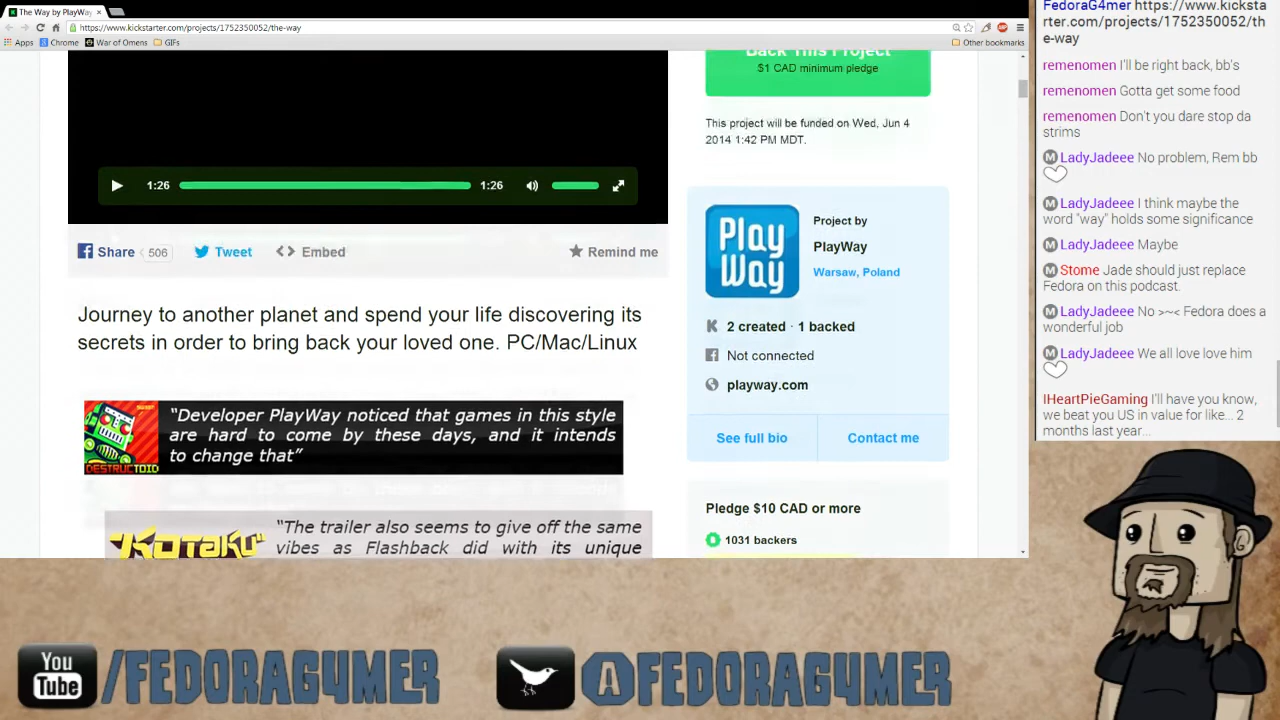 The Way by PlayWay
https://www.kickstarter.com/projects/1752350052/the-way
Apps Chrome War of Omens GIFs Other bookmarks
Back This Project
$1 CAD minimum pledge
This project will be funded on Wed, Jun 4
2014 1:42 PM MDT.
1:26 1:26
Share 506 Tweet Embed Remind me
Journey to another planet and spend your life discovering its
secrets in order to bring back your loved one. PC/Mac/Linux
DESTRUCTOID
“Developer PlayWay noticed that games in this style
are hard to come by these days, and it intends
to change that”
KOTAKU
“The trailer also seems to give off the same
vibes as Flashback did with its unique
Play
Way
Project by
PlayWay
Warsaw, Poland
2 created · 1 backed
Not connected
playway.com
See full bio Contact me
Pledge $10 CAD or more
1031 backers
FedoraG4mer https://www.kicksta
rter.com/projects/1752350052/th
e-way
remenomen I'll be right back, bb's
remenomen Gotta get some food
remenomen Don't you dare stop da
strims
M LadyJadeee No problem, Rem bb
M LadyJadeee I think maybe the
word "way" holds some significance
M LadyJadeee Maybe
Stome Jade should just replace
Fedora on this podcast.
M LadyJadeee No >~< Fedora does a
wonderful job
M LadyJadeee We all love love him
IHeartPieGaming I'll have you know,
we beat you US in value for like... 2
months last year...
You
Tube
/FEDORAG4MER
@FEDORAG4MER